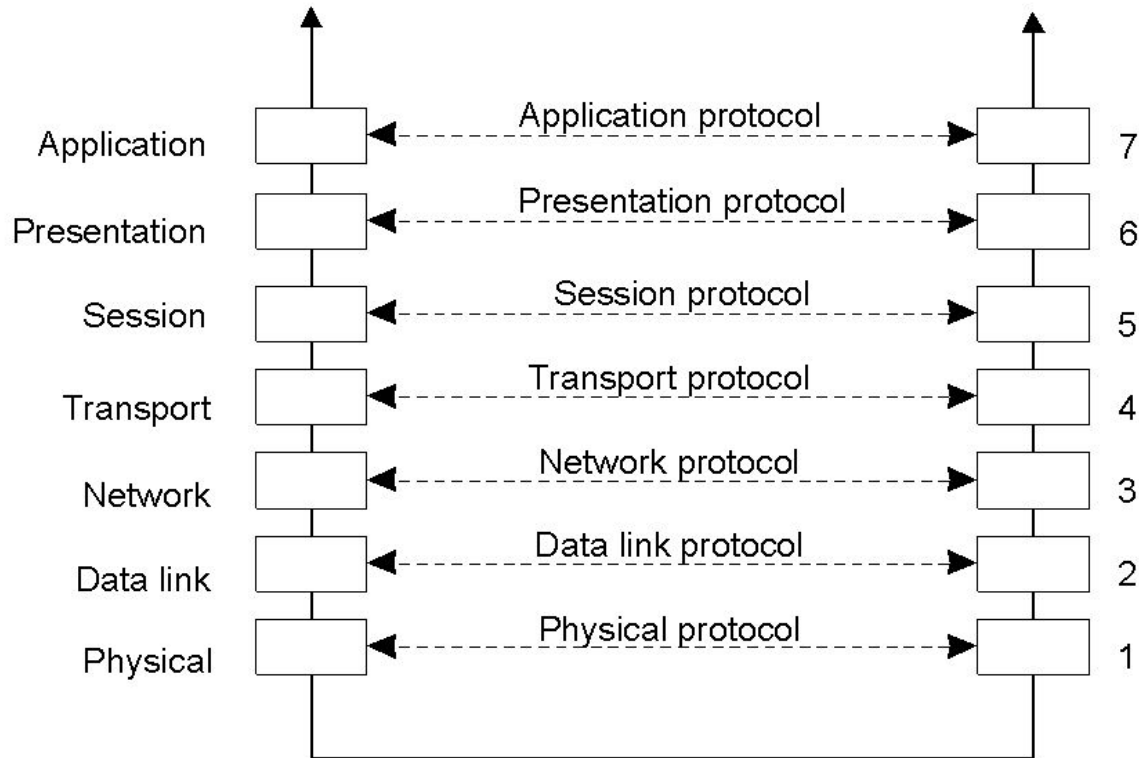 Application Application protocol 7
Presentation Presentation protocol 6
Session Session protocol 5
Transport Transport protocol 4
Network Network protocol 3
Data link Data link protocol 2
Physical Physical protocol 1